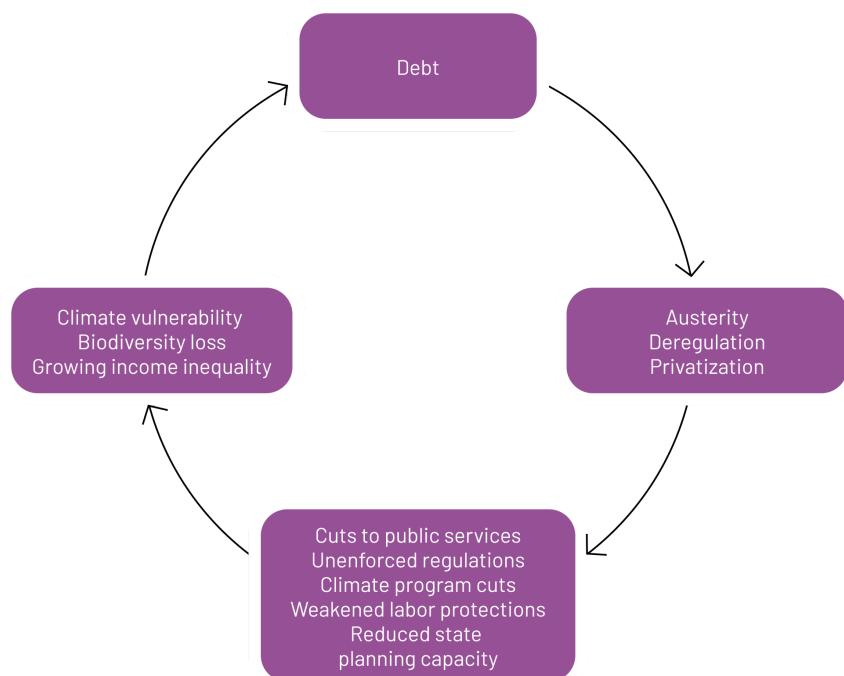 Debt
Austerity
Deregulation
Privatization
Cuts to public services
Unenforced regulations
Climate program cuts
Weakened labor protections
Reduced state
planning capacity
Climate vulnerability
Biodiversity loss
Growing income inequality